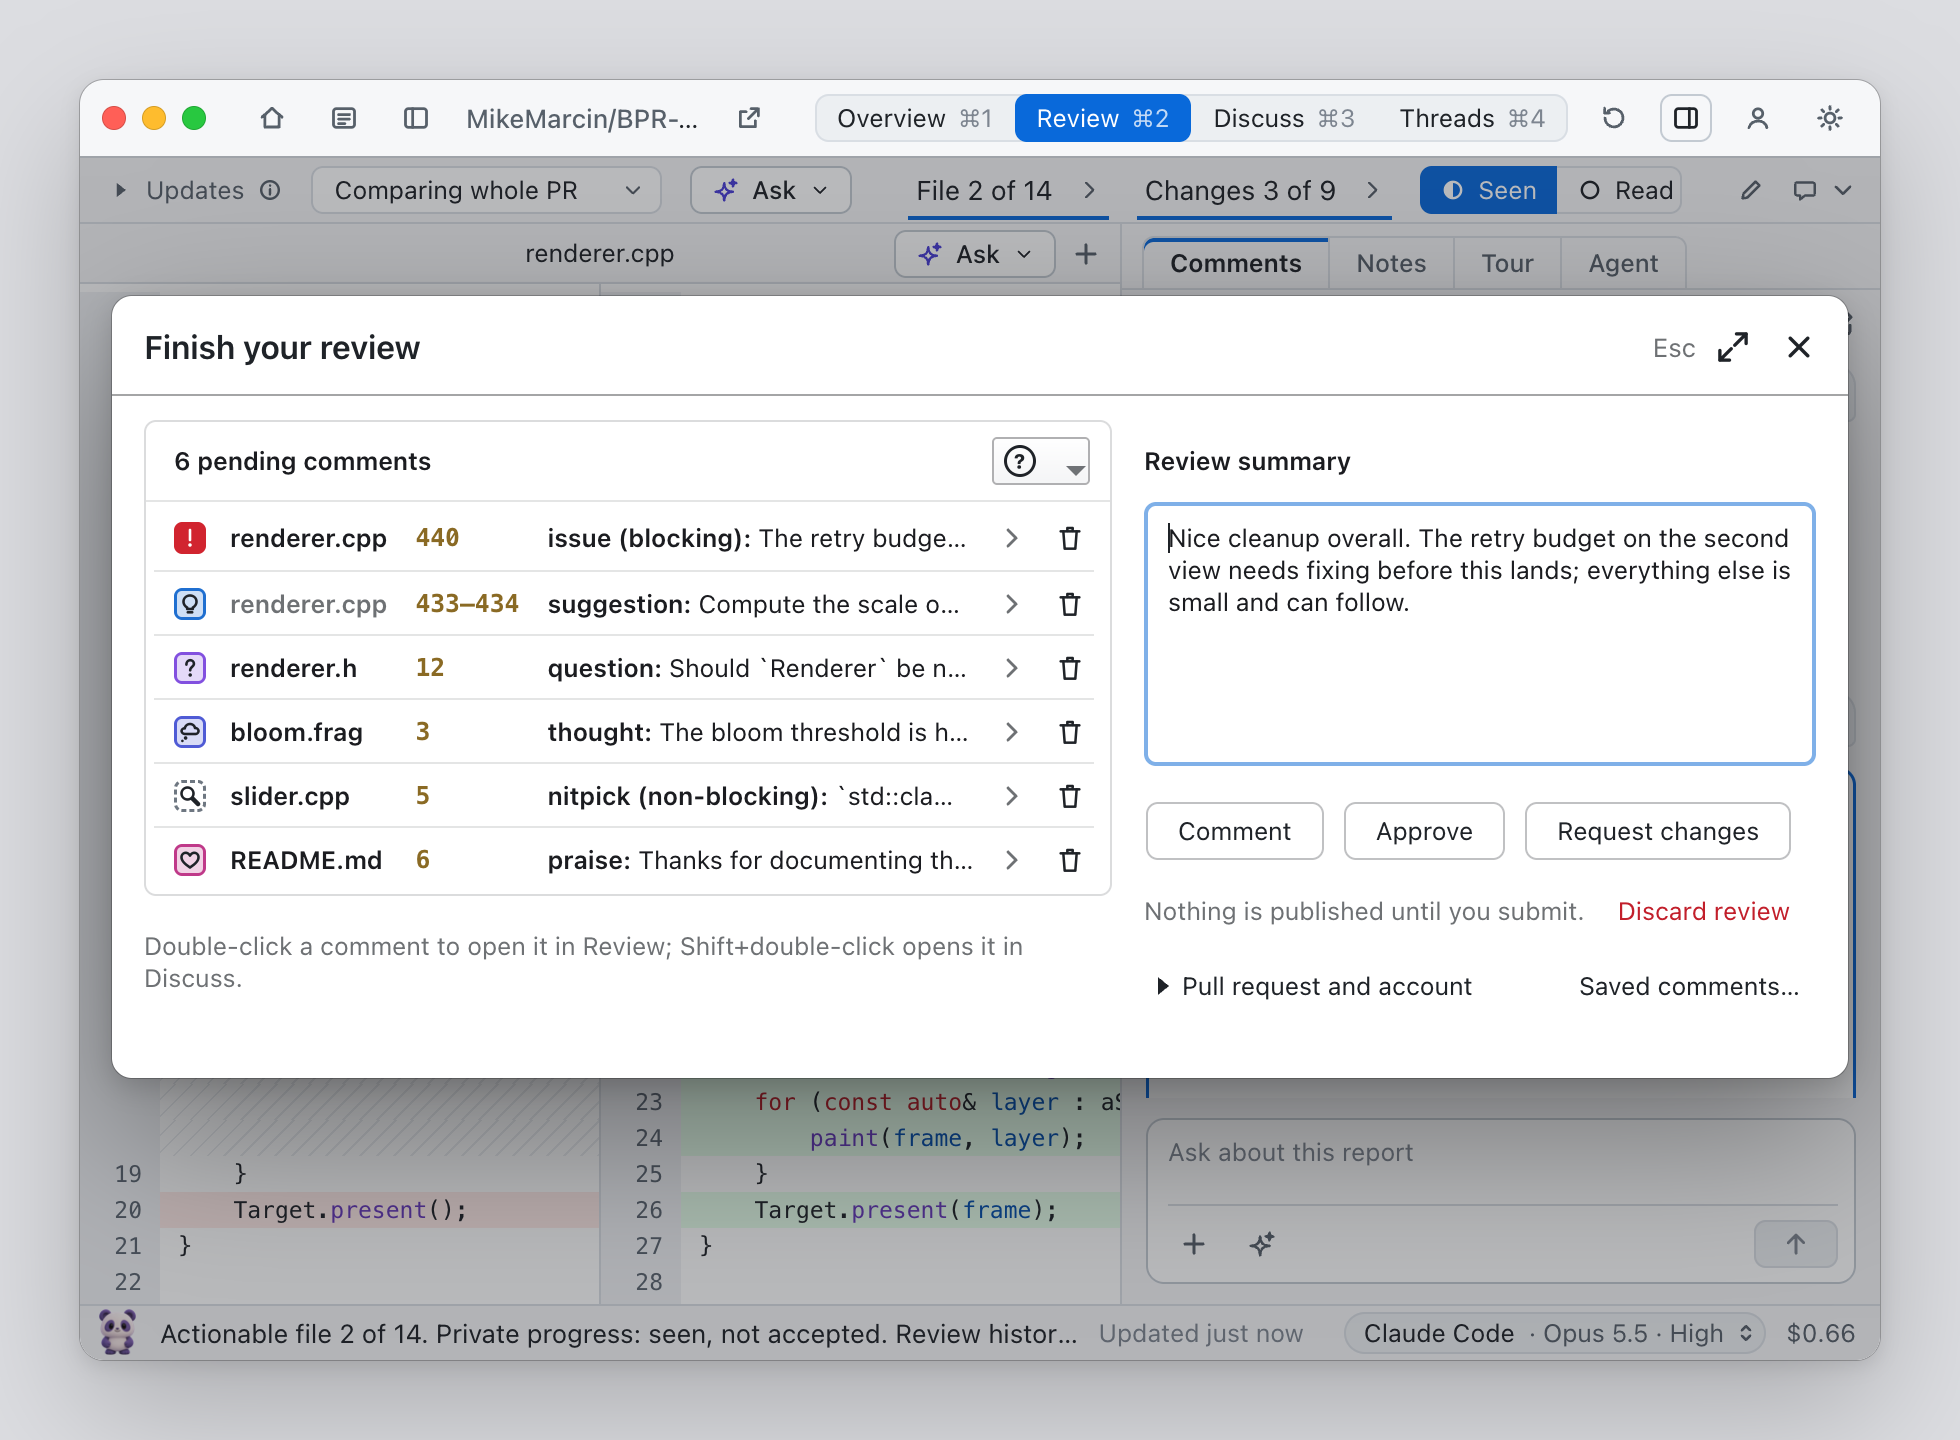 MikeMarcin/BPR-...
Overview ⌘1
Review ⌘2
Discuss ⌘3
Threads ⌘4
Updates
Comparing whole PR
Ask
File 2 of 14
Changes 3 of 9
Seen
Read
renderer.cpp
Ask
Comments
Notes
Tour
Agent
Finish your review
Esc
6 pending comments
renderer.cpp 440 issue (blocking): The retry budge...
renderer.cpp 433–434 suggestion: Compute the scale o...
renderer.h 12 question: Should `Renderer` be n...
bloom.frag 3 thought: The bloom threshold is h...
slider.cpp 5 nitpick (non-blocking): `std::cla...
README.md 6 praise: Thanks for documenting th...
Double-click a comment to open it in Review; Shift+double-click opens it in
Discuss.
Review summary
Nice cleanup overall. The retry budget on the second
view needs fixing before this lands; everything else is
small and can follow.
Comment
Approve
Request changes
Nothing is published until you submit.
Discard review
Pull request and account
Saved comments...
19 }
20 Target.present();
21 }
22
23 for (const auto& layer : a
24 paint(frame, layer);
25 }
26 Target.present(frame);
27 }
28
Ask about this report
Actionable file 2 of 14. Private progress: seen, not accepted. Review histor...
Updated just now
Claude Code · Opus 5.5 · High
$0.66